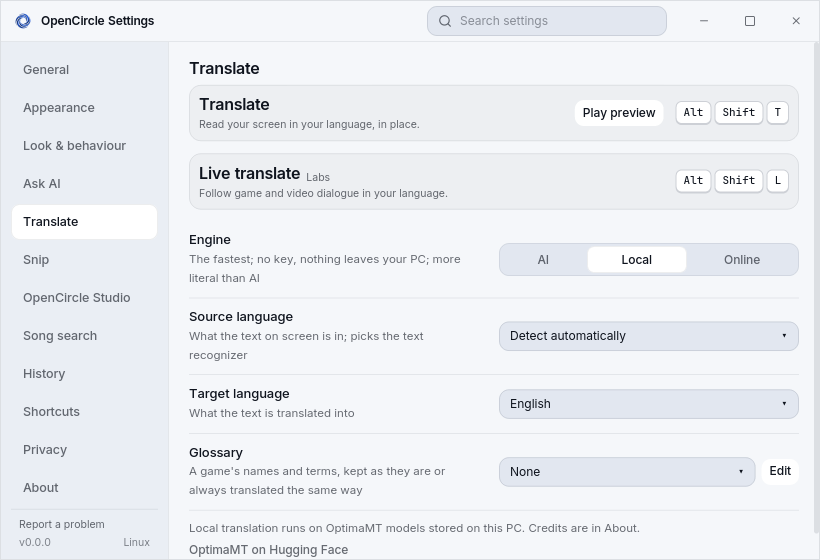 OpenCircle Settings
Search settings
General
Appearance
Look & behaviour
Ask AI
Translate
Snip
OpenCircle Studio
Song search
History
Shortcuts
Privacy
About
Report a problem
v0.0.0 Linux
Translate
Translate
Read your screen in your language, in place.
Play preview Alt Shift T
Live translate Labs
Follow game and video dialogue in your language.
Alt Shift L
Engine
The fastest; no key, nothing leaves your PC; more
literal than AI
AI Local Online
Source language
What the text on screen is in; picks the text
recognizer
Detect automatically
Target language
What the text is translated into
English
Glossary
A game's names and terms, kept as they are or
always translated the same way
None Edit
Local translation runs on OptimaMT models stored on this PC. Credits are in About.
OptimaMT on Hugging Face